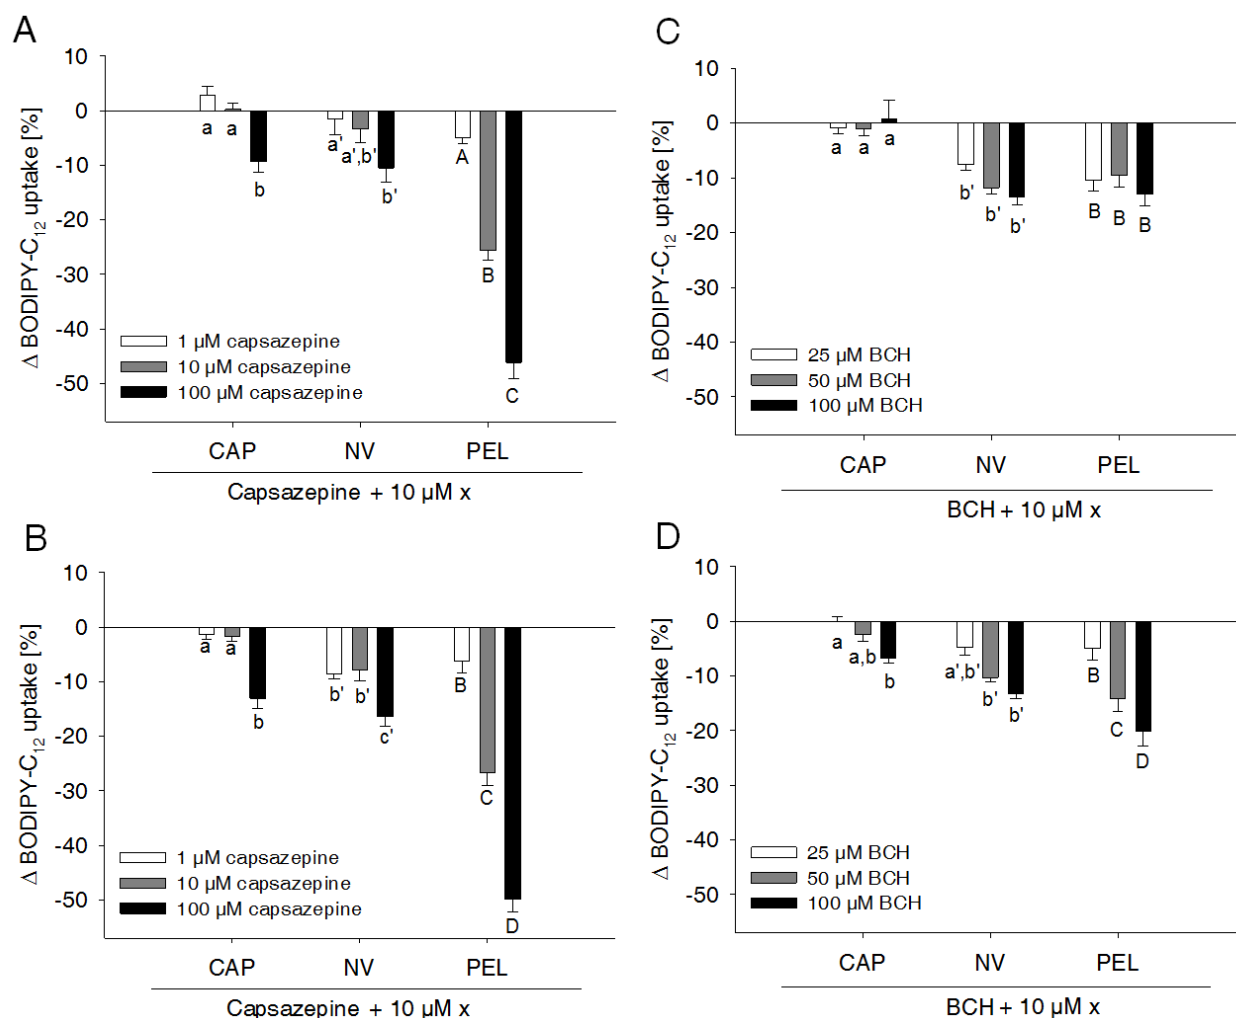 A
10
0
-10
-20
-30
-40
-50
Δ BODIPY-C12 uptake [%]
a
a
b
a'
a',b'
b'
A
B
C
1 µM capsazepine
10 µM capsazepine
100 µM capsazepine
CAP
NV
PEL
Capsazepine + 10 µM x
B
10
0
-10
-20
-30
-40
-50
Δ BODIPY-C12 uptake [%]
a
a
b
b'
b'
c'
B
C
D
1 µM capsazepine
10 µM capsazepine
100 µM capsazepine
CAP
NV
PEL
Capsazepine + 10 µM x
C
10
0
-10
-20
-30
-40
-50
Δ BODIPY-C12 uptake [%]
a
a
a
b'
b'
b'
B
B
B
25 µM BCH
50 µM BCH
100 µM BCH
CAP
NV
PEL
BCH + 10 µM x
D
10
0
-10
-20
-30
-40
-50
Δ BODIPY-C12 uptake [%]
a
a,b
b
a',b'
b'
b'
B
C
D
25 µM BCH
50 µM BCH
100 µM BCH
CAP
NV
PEL
BCH + 10 µM x